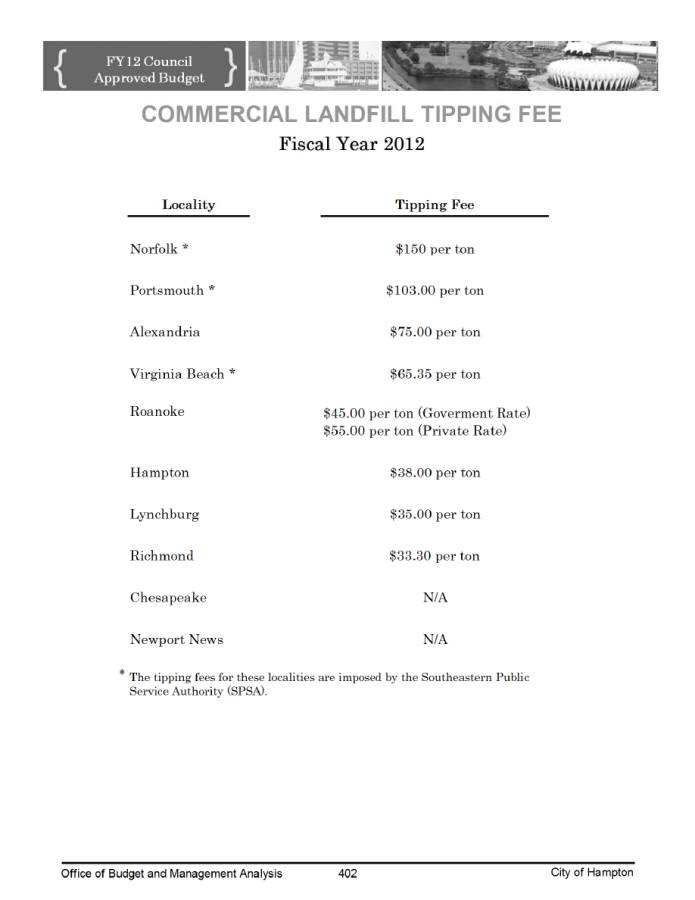 FY12 Council
Approved Budget
COMMERCIAL LANDFILL TIPPING FEE
Fiscal Year 2012
Locality Tipping Fee
Norfolk * $150 per ton
Portsmouth * $103.00 per ton
Alexandria $75.00 per ton
Virginia Beach * $65.35 per ton
Roanoke $45.00 per ton (Goverment Rate)
$55.00 per ton (Private Rate)
Hampton $38.00 per ton
Lynchburg $35.00 per ton
Richmond $33.30 per ton
Chesapeake N/A
Newport News N/A
* The tipping fees for these localities are imposed by the Southeastern Public
Service Authority (SPSA).
Office of Budget and Management Analysis 402 City of Hampton